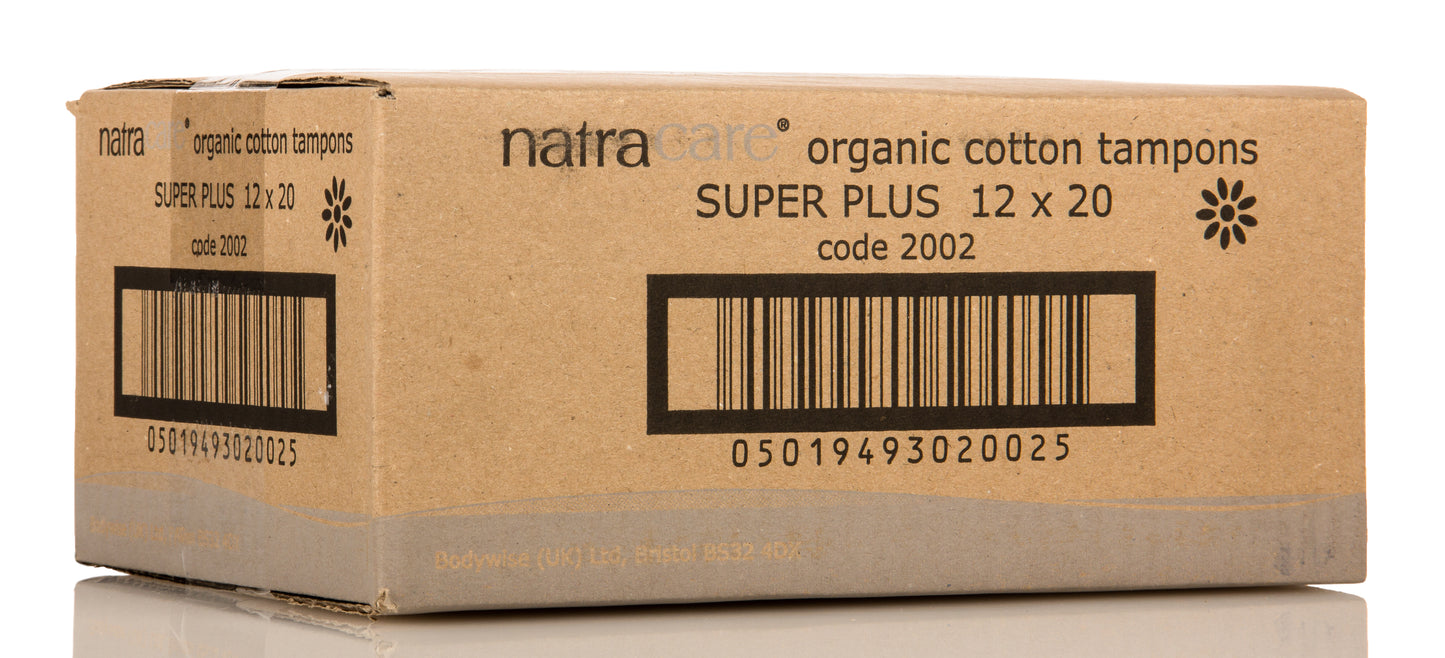 natracare® organic cotton tampons
SUPER PLUS 12 x 20
code 2002
05019493020025
natracare® organic cotton tampons
SUPER PLUS 12 x 20
code 2002
05019493020025
Bodywise (UK) Ltd, Bristol BS32 4DX